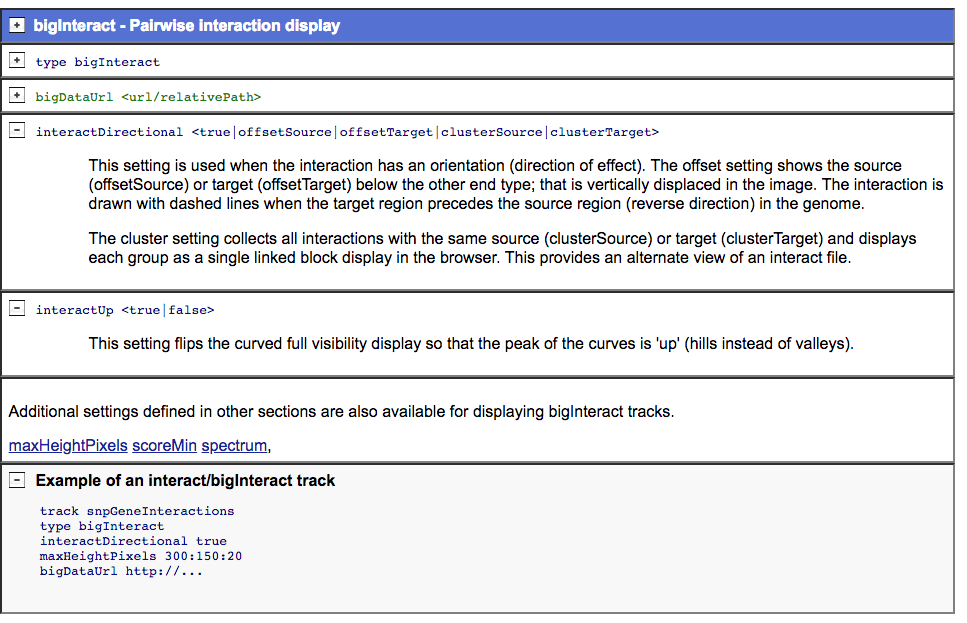 bigInteract - Pairwise interaction display
type bigInteract
bigDataUrl <url/relativePath>
interactDirectional <true|offsetSource|offsetTarget|clusterSource|clusterTarget>
This setting is used when the interaction has an orientation (direction of effect). The offset setting shows the source
(offsetSource) or target (offsetTarget) below the other end type; that is vertically displaced in the image. The interaction is
drawn with dashed lines when the target region precedes the source region (reverse direction) in the genome.
The cluster setting collects all interactions with the same source (clusterSource) or target (clusterTarget) and displays
each group as a single linked block display in the browser. This provides an alternate view of an interact file.
interactUp <true|false>
This setting flips the curved full visibility display so that the peak of the curves is 'up' (hills instead of valleys).
Additional settings defined in other sections are also available for displaying bigInteract tracks.
maxHeightPixels scoreMin spectrum,
Example of an interact/bigInteract track
track snpGeneInteractions
type bigInteract
interactDirectional true
maxHeightPixels 300:150:20
bigDataUrl http://...